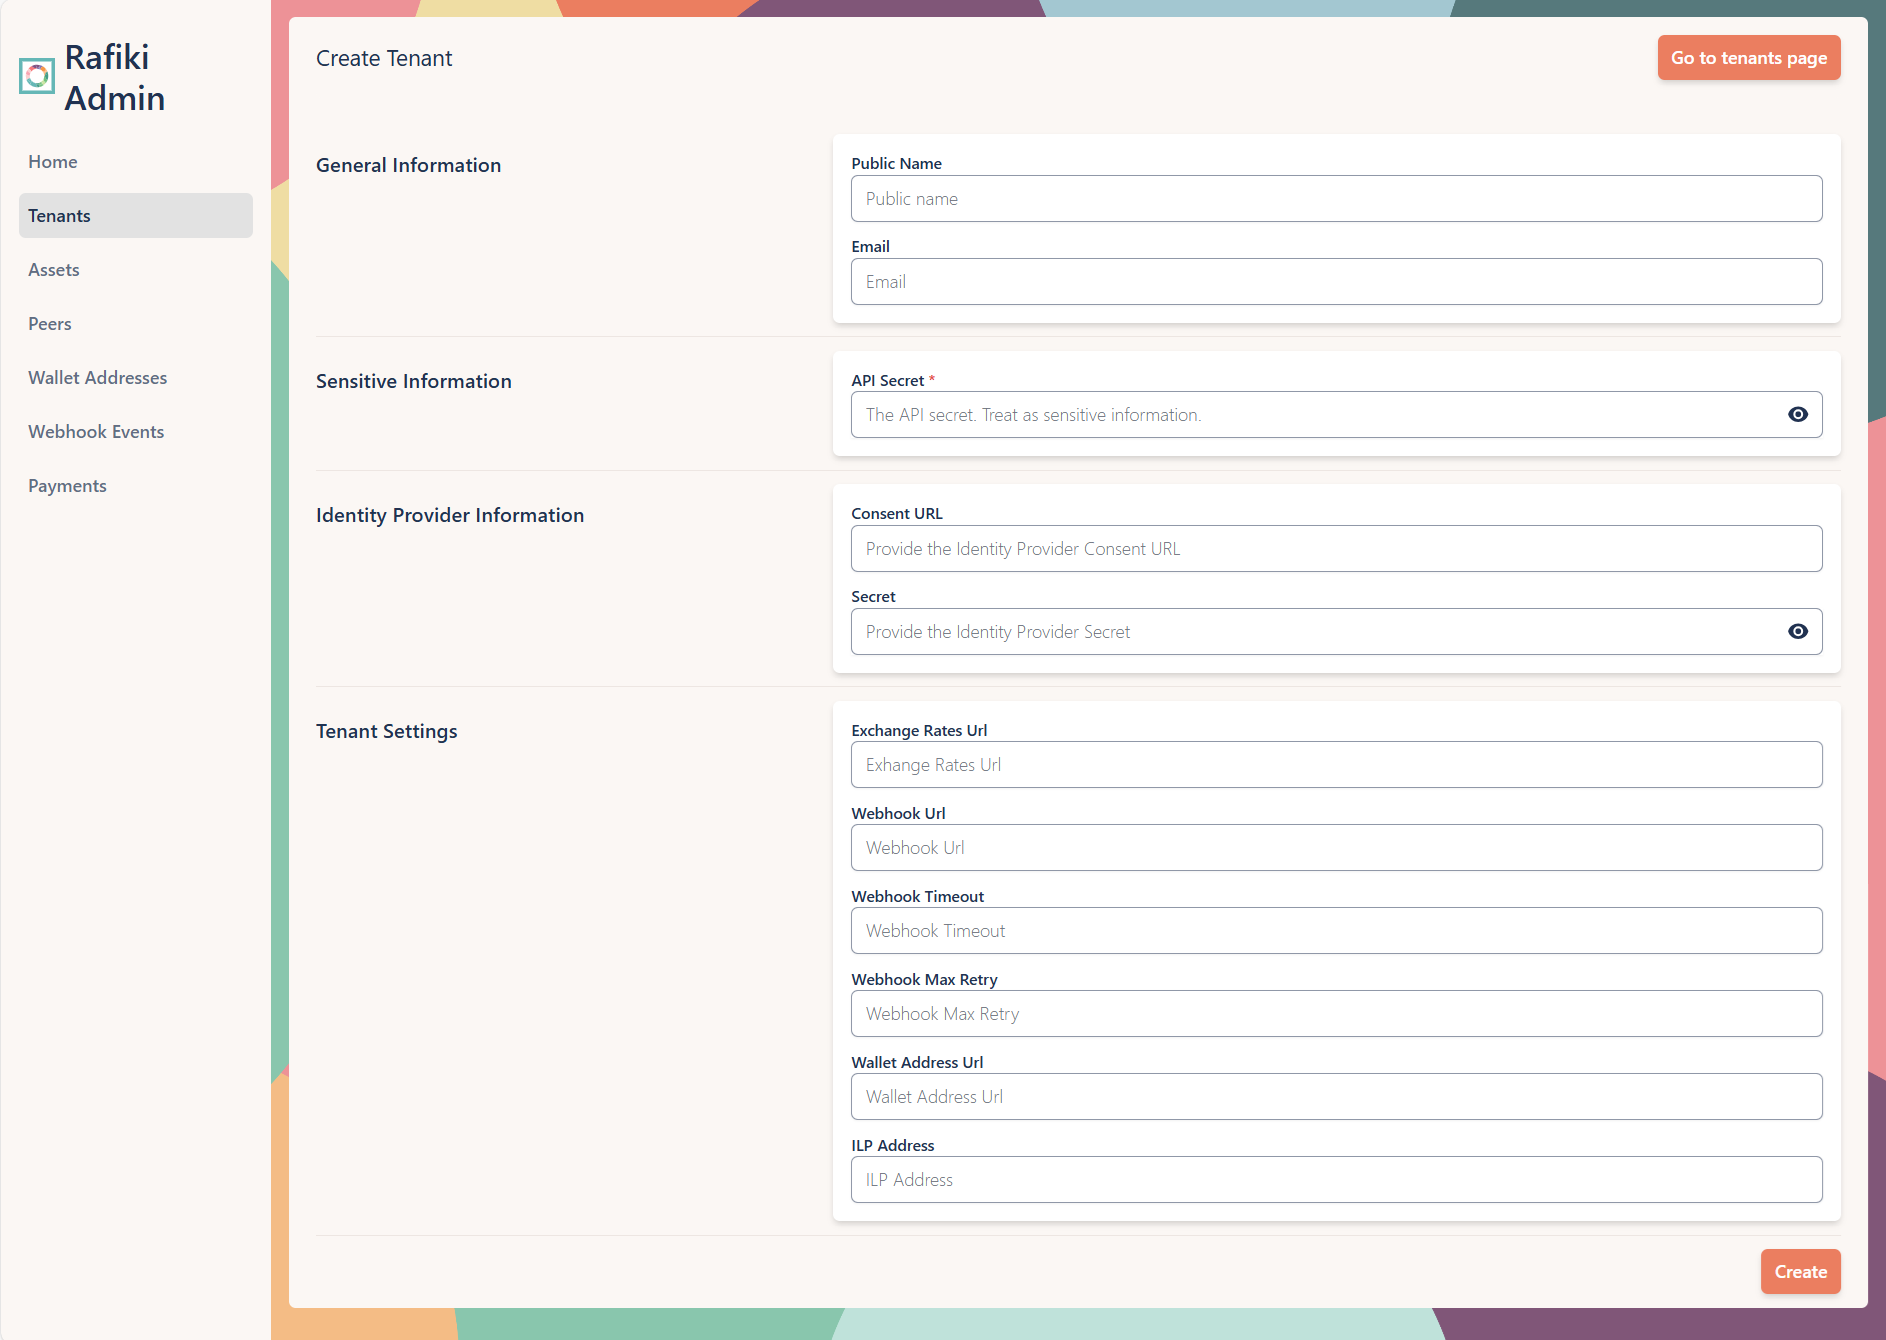 Rafiki
Admin
Home
Tenants
Assets
Peers
Wallet Addresses
Webhook Events
Payments
Create Tenant
Go to tenants page
General Information
Public Name
Public name
Email
Email
Sensitive Information
API Secret *
The API secret. Treat as sensitive information.
Identity Provider Information
Consent URL
Provide the Identity Provider Consent URL
Secret
Provide the Identity Provider Secret
Tenant Settings
Exchange Rates Url
Exhange Rates Url
Webhook Url
Webhook Url
Webhook Timeout
Webhook Timeout
Webhook Max Retry
Webhook Max Retry
Wallet Address Url
Wallet Address Url
ILP Address
ILP Address
Create